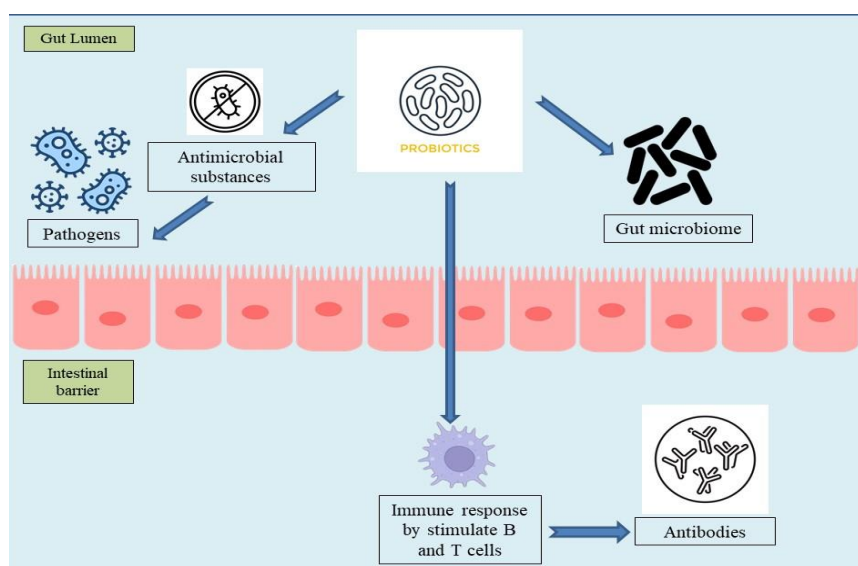 Gut Lumen
PROBIOTICS
Antimicrobial
substances
Pathogens
Gut microbiome
Intestinal
barrier
Immune response
by stimulate B
and T cells
Antibodies